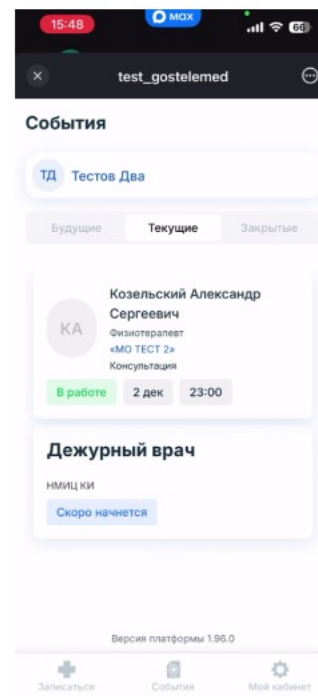 15:48
max
66
test_gostelemed
События
ТД Тестов Два
Будущие Текущие Закрытые
КА
Козельский Александр
Сергеевич
Физиотерапевт
«МО ТЕСТ 2»
Консультация
В работе 2 дек 23:00
Дежурный врач
НМИЦ КИ
Скоро начнется
Версия платформы 1.96.0
Записаться События Мой кабинет